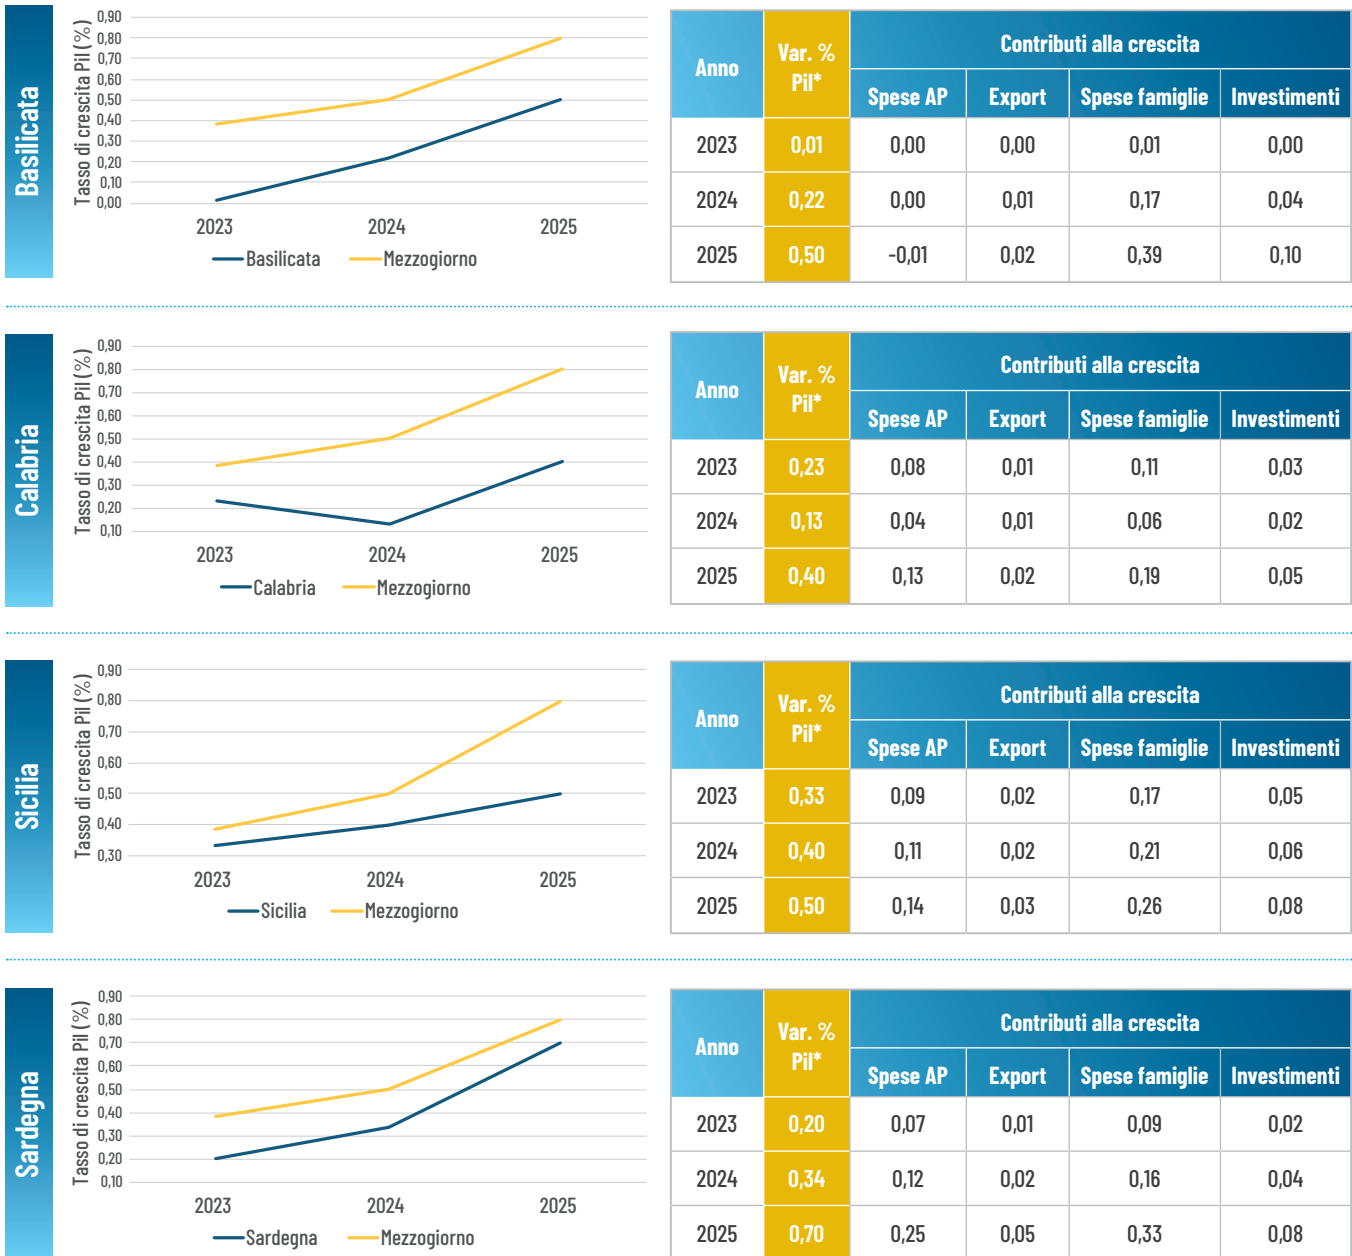 Basilicata
Tasso di crescita Pil (%)
0,90
0,80
0,70
0,60
0,50
0,40
0,30
0,20
0,10
0,00
2023 2024 2025
Basilicata Mezzogiorno
Anno Var. % Pil* Contributi alla crescita
Spese AP Export Spese famiglie Investimenti
2023 0,01 0,00 0,00 0,01 0,00
2024 0,22 0,00 0,01 0,17 0,04
2025 0,50 -0,01 0,02 0,39 0,10
Calabria
Tasso di crescita Pil (%)
0,90
0,80
0,70
0,60
0,50
0,40
0,30
0,20
0,10
2023 2024 2025
Calabria Mezzogiorno
Anno Var. % Pil* Contributi alla crescita
Spese AP Export Spese famiglie Investimenti
2023 0,23 0,08 0,01 0,11 0,03
2024 0,13 0,04 0,01 0,06 0,02
2025 0,40 0,13 0,02 0,19 0,05
Sicilia
Tasso di crescita Pil (%)
0,90
0,80
0,70
0,60
0,50
0,40
0,30
2023 2024 2025
Sicilia Mezzogiorno
Anno Var. % Pil* Contributi alla crescita
Spese AP Export Spese famiglie Investimenti
2023 0,33 0,09 0,02 0,17 0,05
2024 0,40 0,11 0,02 0,21 0,06
2025 0,50 0,14 0,03 0,26 0,08
Sardegna
Tasso di crescita Pil (%)
0,90
0,80
0,70
0,60
0,50
0,40
0,30
0,20
0,10
2023 2024 2025
Sardegna Mezzogiorno
Anno Var. % Pil* Contributi alla crescita
Spese AP Export Spese famiglie Investimenti
2023 0,20 0,07 0,01 0,09 0,02
2024 0,34 0,12 0,02 0,16 0,04
2025 0,70 0,25 0,05 0,33 0,08